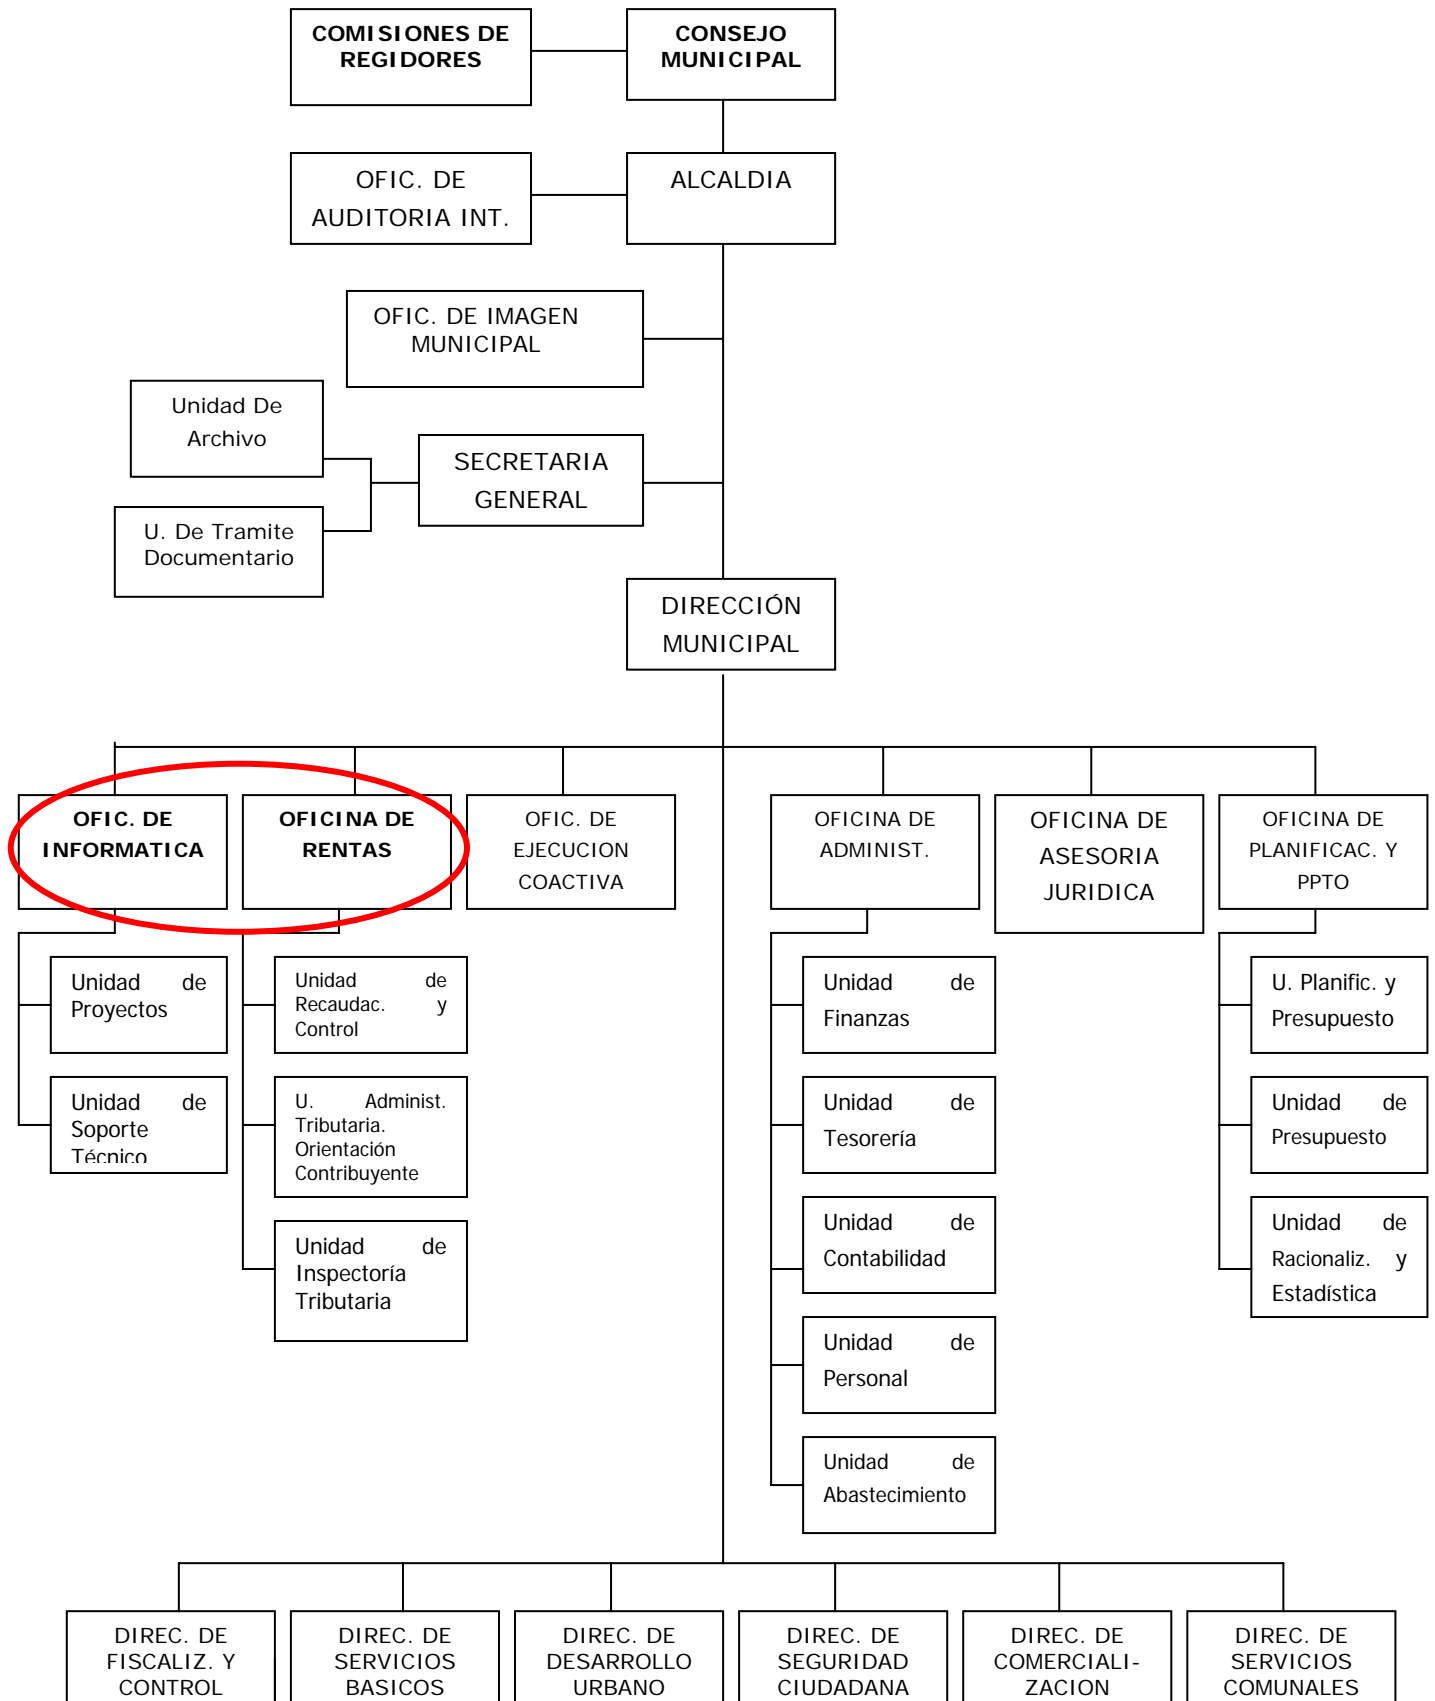 COMISIONES DE
REGIDORES
CONSEJO
MUNICIPAL
OFIC. DE
AUDITORIA INT.
ALCALDIA
OFIC. DE IMAGEN
MUNICIPAL
Unidad De
Archivo
SECRETARIA
GENERAL
U. De Tramite
Documentario
DIRECCIÓN
MUNICIPAL
OFIC. DE
INFORMATICA
OFICINA DE
RENTAS
OFIC. DE
EJECUCION
COACTIVA
OFICINA DE
ADMINIST.
OFICINA DE
ASESORIA
JURIDICA
OFICINA DE
PLANIFICAC. Y
PPTO
Unidad de
Proyectos
Unidad de
Soporte
Técnico
Unidad de
Recaudac. y
Control
U. Administ.
Tributaria.
Orientación
Contribuyente
Unidad de
Inspectoría
Tributaria
Unidad de
Finanzas
Unidad de
Tesorería
Unidad de
Contabilidad
Unidad de
Personal
Unidad de
Abastecimiento
U. Planific. y
Presupuesto
Unidad de
Presupuesto
Unidad de
Racionaliz. y
Estadística
DIREC. DE
FISCALIZ. Y
CONTROL
DIREC. DE
SERVICIOS
BASICOS
DIREC. DE
DESARROLLO
URBANO
DIREC. DE
SEGURIDAD
CIUDADANA
DIREC. DE
COMERCIALI-
ZACION
DIREC. DE
SERVICIOS
COMUNALES